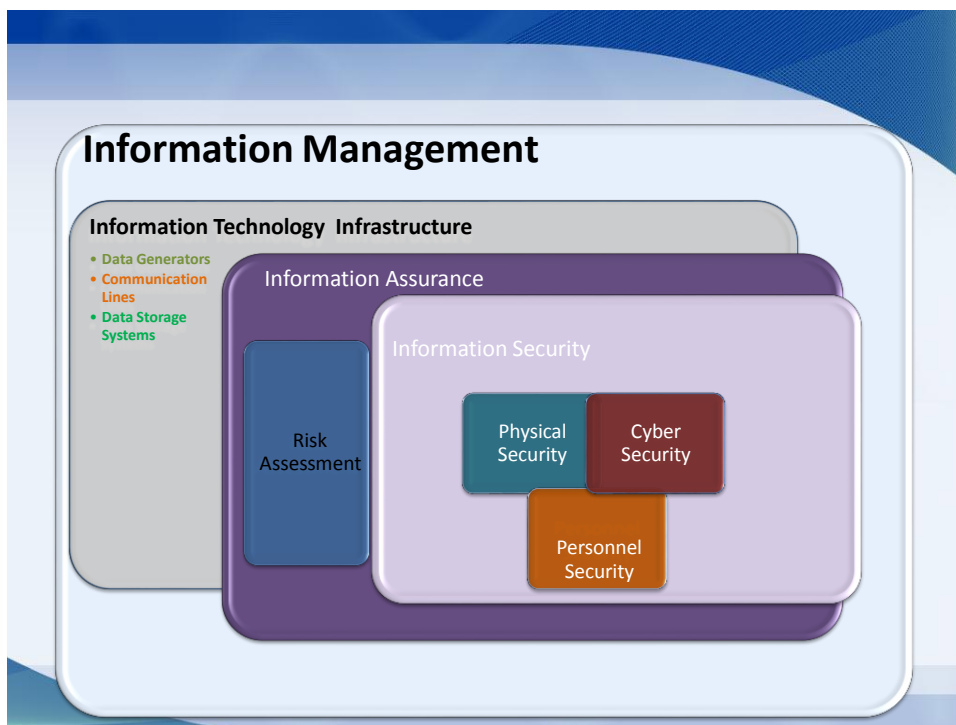 Information Management
Information Technology Infrastructure
• Data Generators
• Communication
Lines
• Data Storage
Systems
Information Assurance
Information Security
Risk
Assessment
Physical
Security
Cyber
Security
Personnel
Security